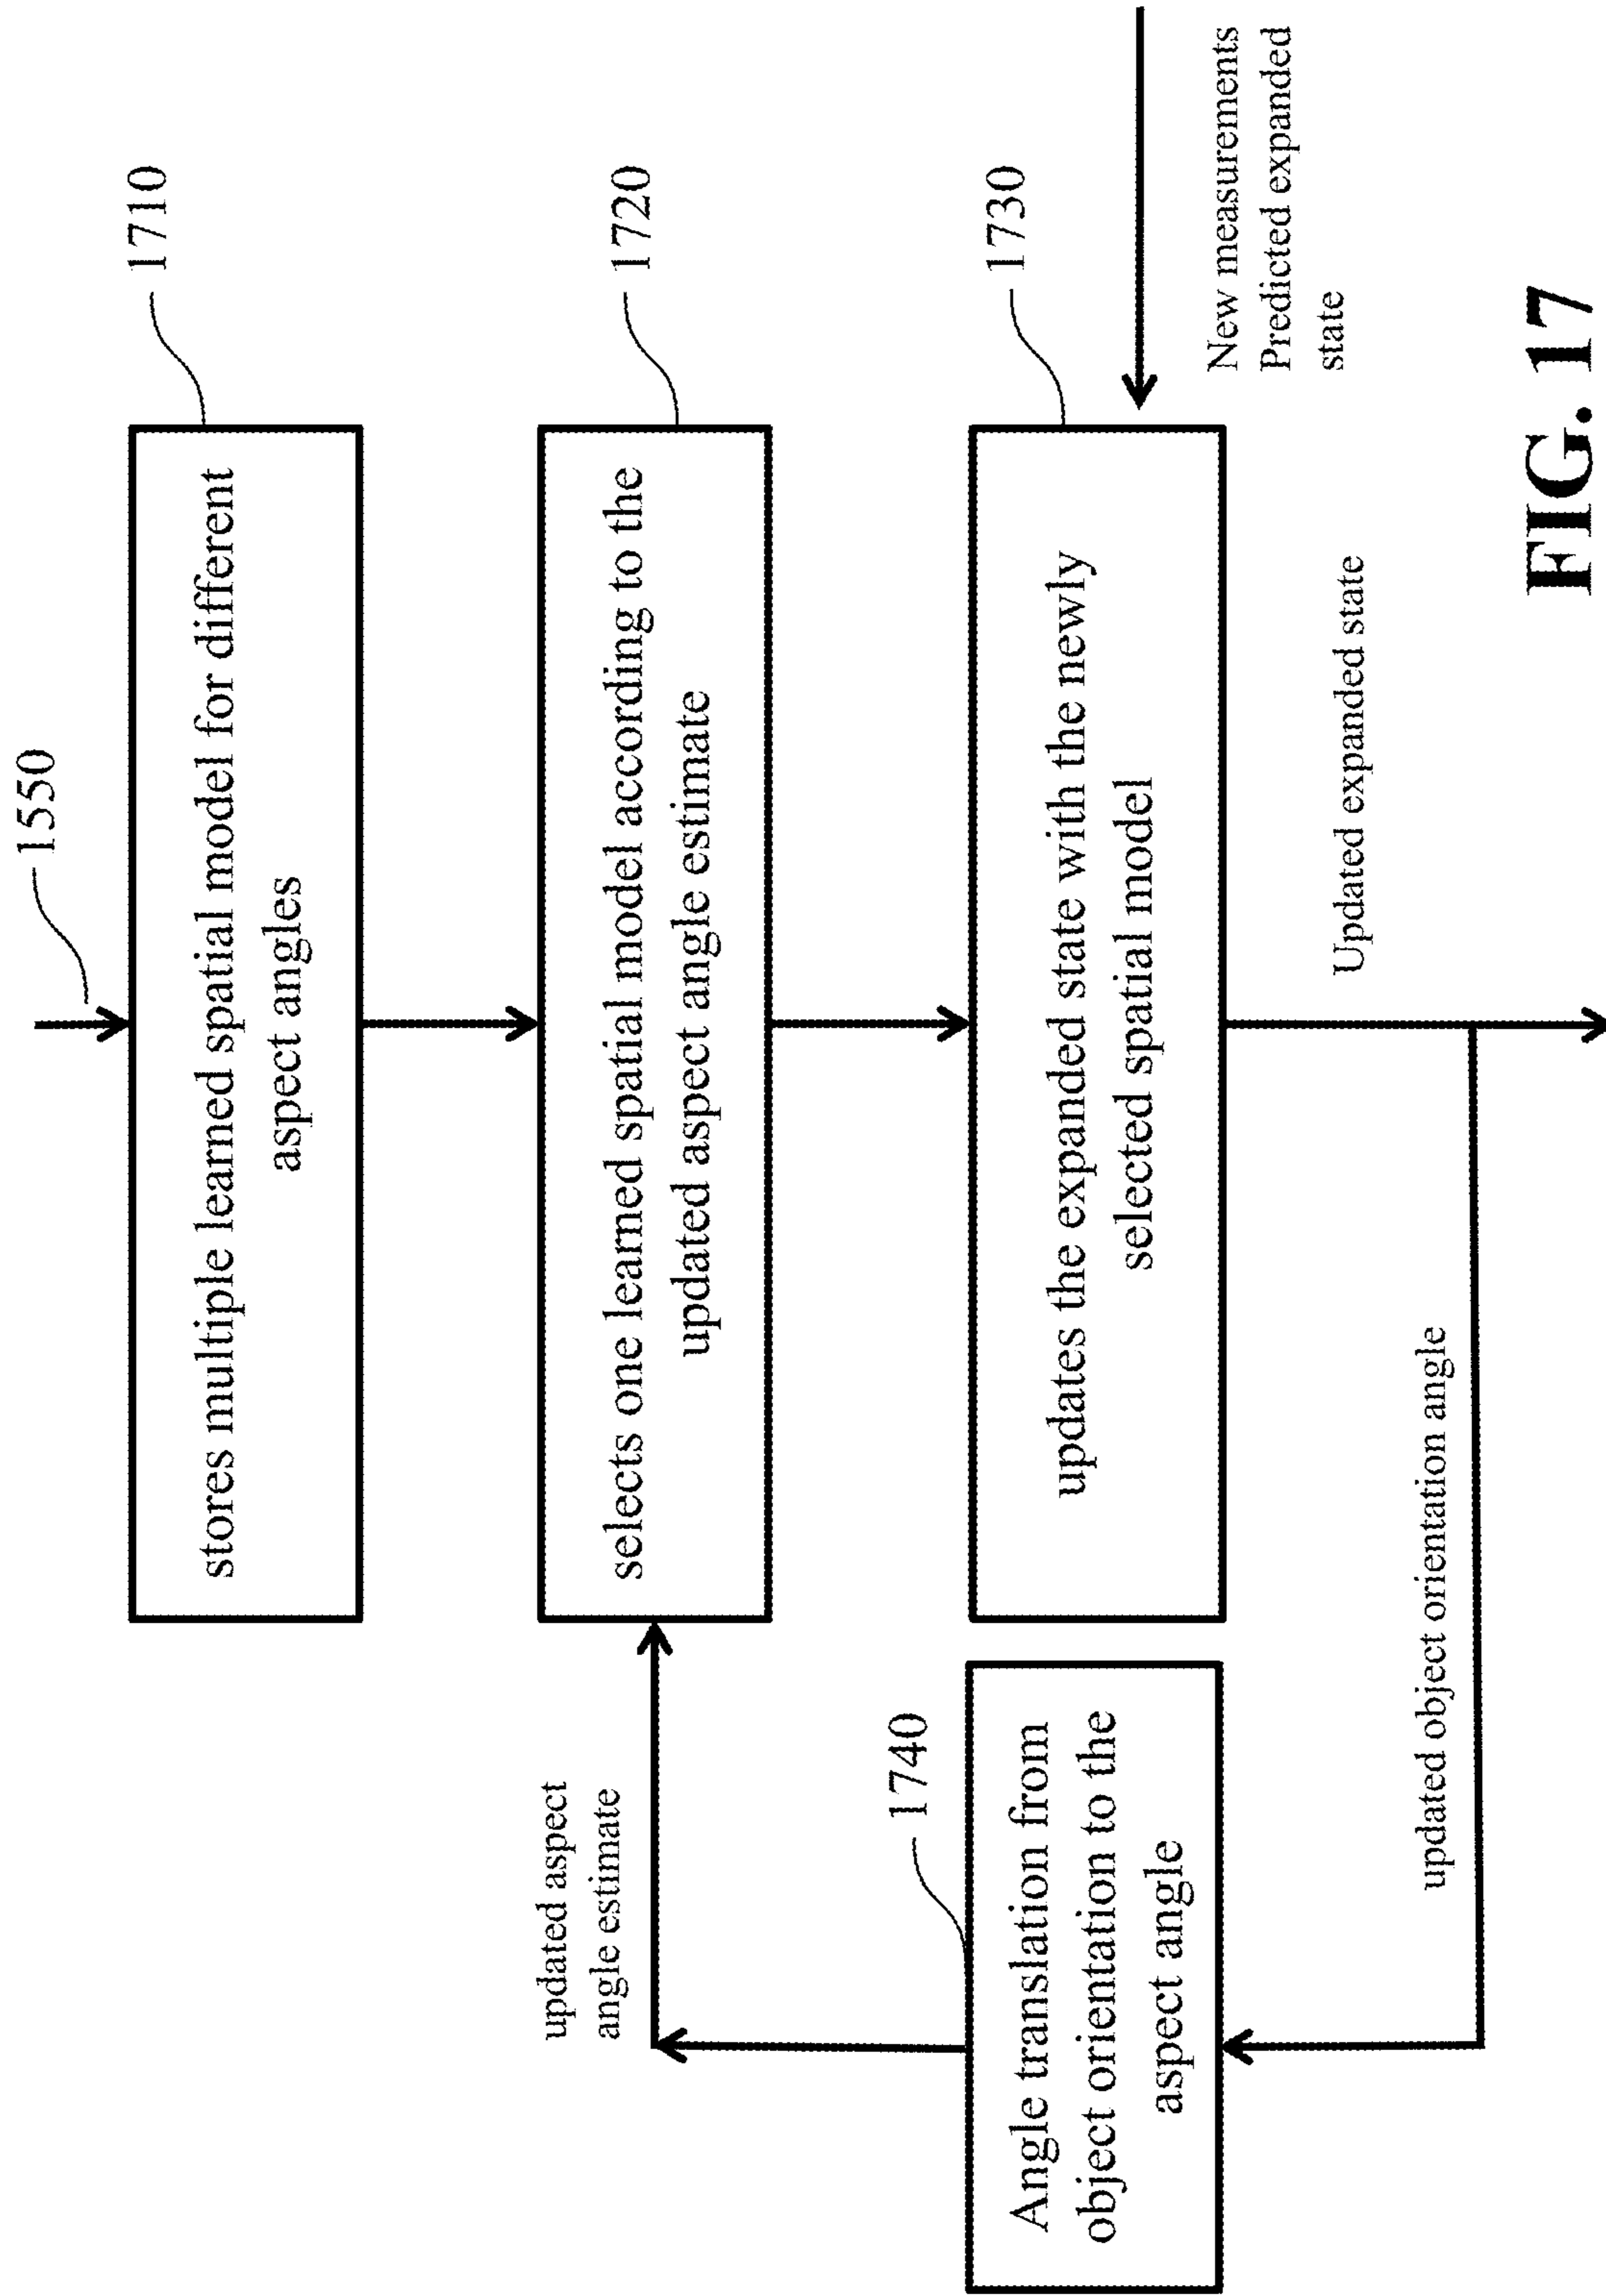 1550
stores multiple learned spatial model for different
aspect angles
1710
selects one learned spatial model according to the
updated aspect angle estimate
1720
updated aspect
angle estimate
updates the expanded state with the newly
selected spatial model
1730
1740
Angle translation from
object orientation to the
aspect angle
New measurements
Predicted expanded
state
Updated expanded state
updated object orientation angle
FIG. 17